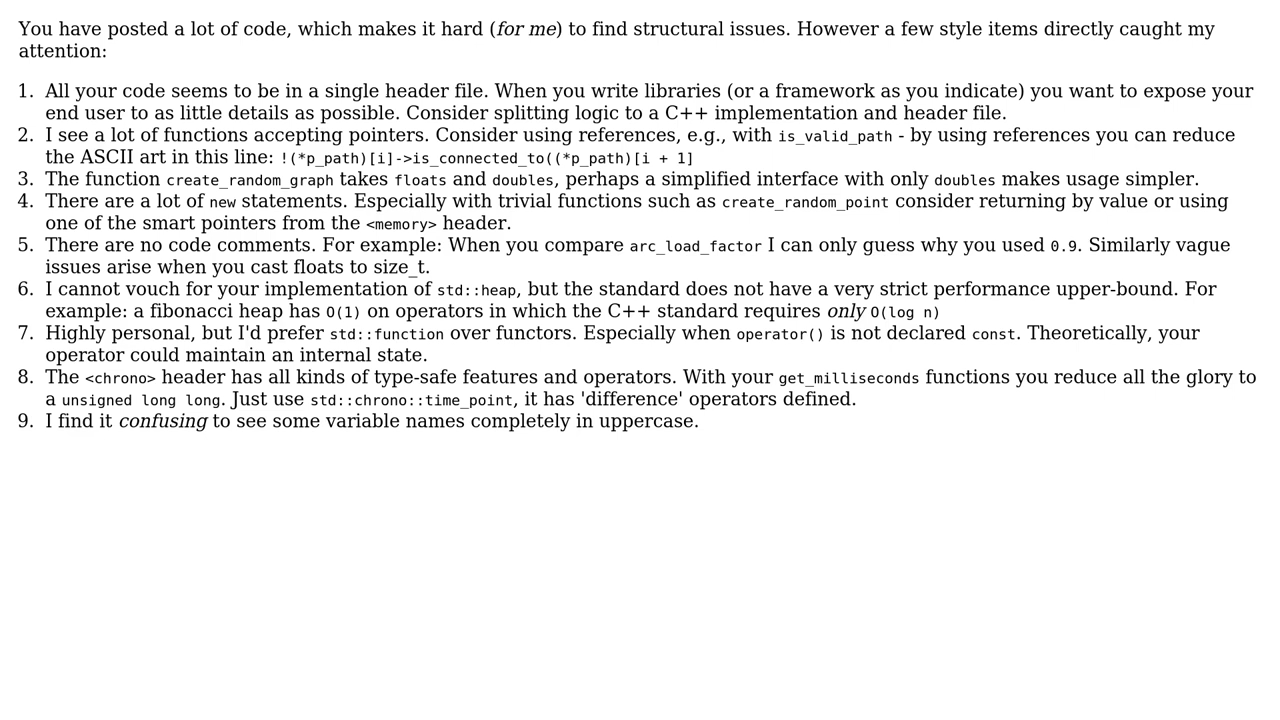 You have posted a lot of code, which makes it hard (for me) to find structural issues. However a few style items directly caught my
attention:
1. All your code seems to be in a single header file. When you write libraries (or a framework as you indicate) you want to expose your
end user to as little details as possible. Consider splitting logic to a C++ implementation and header file.
2. I see a lot of functions accepting pointers. Consider using references, e.g., with is_valid_path - by using references you can reduce
the ASCII art in this line: !(*p_path)[i]->is_connected_to((*p_path)[i + 1]
3. The function create_random_graph takes floats and doubles, perhaps a simplified interface with only doubles makes usage simpler.
4. There are a lot of new statements. Especially with trivial functions such as create_random_point consider returning by value or using
one of the smart pointers from the <memory> header.
5. There are no code comments. For example: When you compare arc_load_factor I can only guess why you used 0.9. Similarly vague
issues arise when you cast floats to size_t.
6. I cannot vouch for your implementation of std::heap, but the standard does not have a very strict performance upper-bound. For
example: a fibonacci heap has O(1) on operators in which the C++ standard requires only O(log n)
7. Highly personal, but I'd prefer std::function over functors. Especially when operator() is not declared const. Theoretically, your
operator could maintain an internal state.
8. The <chrono> header has all kinds of type-safe features and operators. With your get_milliseconds functions you reduce all the glory to
a unsigned long long. Just use std::chrono::time_point, it has 'difference' operators defined.
9. I find it confusing to see some variable names completely in uppercase.